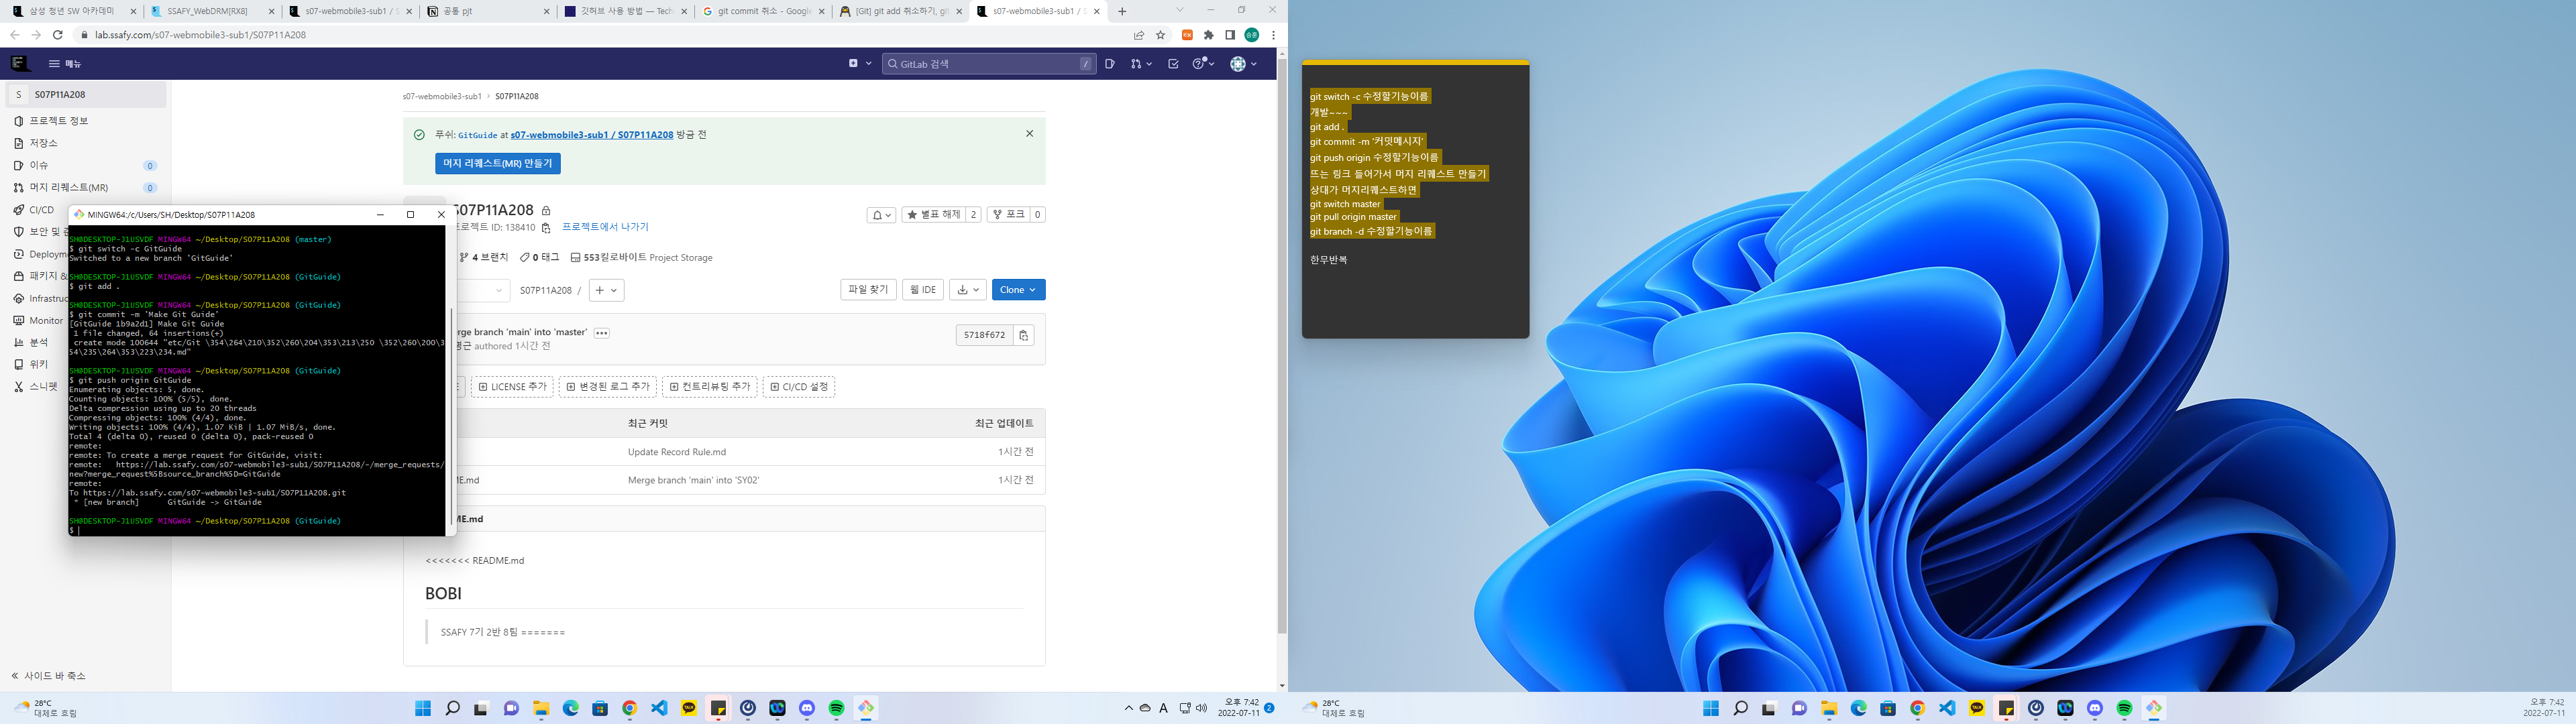 삼성 청년 SW 아카데미
SSAFY_WebDRM[RX8]
s07-webmobile3-sub1 / S
공통 pjt
깃허브 사용 방법 — Tech
git commit 취소 - Google
[Git] git add 취소하기, git
s07-webmobile3-sub1 / S
lab.ssafy.com/s07-webmobile3-sub1/S07P11A208
메뉴
GitLab 검색
/
S S07P11A208
프로젝트 정보
저장소
이슈 0
머지 리퀘스트(MR) 0
CI/CD
보안 및
Deployme
패키지 &
Infrastruc
Monitor
분석
위키
스니펫
사이드 바 축소
s07-webmobile3-sub1 › S07P11A208
푸쉬: GitGuide at s07-webmobile3-sub1 / S07P11A208 방금 전
머지 리퀘스트(MR) 만들기
S07P11A208
별표 해제 2
포크 0
프로젝트 ID: 138410 프로젝트에서 나가기
4 브랜치 0 태그 553킬로바이트 Project Storage
S07P11A208 /
파일 찾기 웹 IDE Clone
erge branch 'main' into 'master'
authored 1시간 전
5718f672
LICENSE 추가 변경된 로그 추가 컨트리뷰팅 추가 CI/CD 설정
최근 커밋 최근 업데이트
Update Record Rule.md 1시간 전
ME.md Merge branch 'main' into 'SY02' 1시간 전
ME.md
<<<<<<< README.md
BOBI
SSAFY 7기 2반 8팀 =======
MINGW64:/c/Users/SH/Desktop/S07P11A208
SH@DESKTOP-J1USVDF MINGW64 ~/Desktop/S07P11A208 (master)
$ git switch -c GitGuide
Switched to a new branch 'GitGuide'
SH@DESKTOP-J1USVDF MINGW64 ~/Desktop/S07P11A208 (GitGuide)
$ git add .
SH@DESKTOP-J1USVDF MINGW64 ~/Desktop/S07P11A208 (GitGuide)
$ git commit -m 'Make Git Guide'
[GitGuide 1b9a2d1] Make Git Guide
1 file changed, 64 insertions(+)
create mode 100644 "etc/Git \354\264\210\352\260\204\353\213\250 \352\260\200\3
54\235\264\353\223\234.md"
SH@DESKTOP-J1USVDF MINGW64 ~/Desktop/S07P11A208 (GitGuide)
$ git push origin GitGuide
Enumerating objects: 5, done.
Counting objects: 100% (5/5), done.
Delta compression using up to 20 threads
Compressing objects: 100% (4/4), done.
Writing objects: 100% (4/4), 1.07 KiB | 1.07 MiB/s, done.
Total 4 (delta 0), reused 0 (delta 0), pack-reused 0
remote:
remote: To create a merge request for GitGuide, visit:
remote:   https://lab.ssafy.com/s07-webmobile3-sub1/S07P11A208/-/merge_requests/
new?merge_request%5Bsource_branch%5D=GitGuide
remote:
To https://lab.ssafy.com/s07-webmobile3-sub1/S07P11A208.git
* [new branch]      GitGuide -> GitGuide
SH@DESKTOP-J1USVDF MINGW64 ~/Desktop/S07P11A208 (GitGuide)
$
git switch -c 수정할기능이름
개발~~~
git add .
git commit -m '커밋메시지'
git push origin 수정할기능이름
뜨는 링크 들어가서 머지 리퀘스트 만들기
상대가 머지리퀘스트하면
git switch master
git pull origin master
git branch -d 수정할기능이름
한무반복
28°C
대체로 흐림
TALK
A
오후 7:42
2022-07-11
2
28°C
대체로 흐림
TALK
오후 7:42
2022-07-11